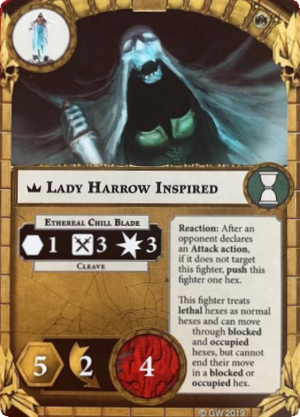 LADY HARROW INSPIRED
ETHEREAL CHILL BLADE
1 3 3
CLEAVE
Reaction: After an
opponent declares
an Attack action,
if it does not target
this fighter, push this
fighter one hex.
This fighter treats
lethal hexes as normal
hexes and can move
through blocked
and occupied
hexes, but cannot
end their move
in a blocked or
occupied hex.
5 2 4
© GW 2019